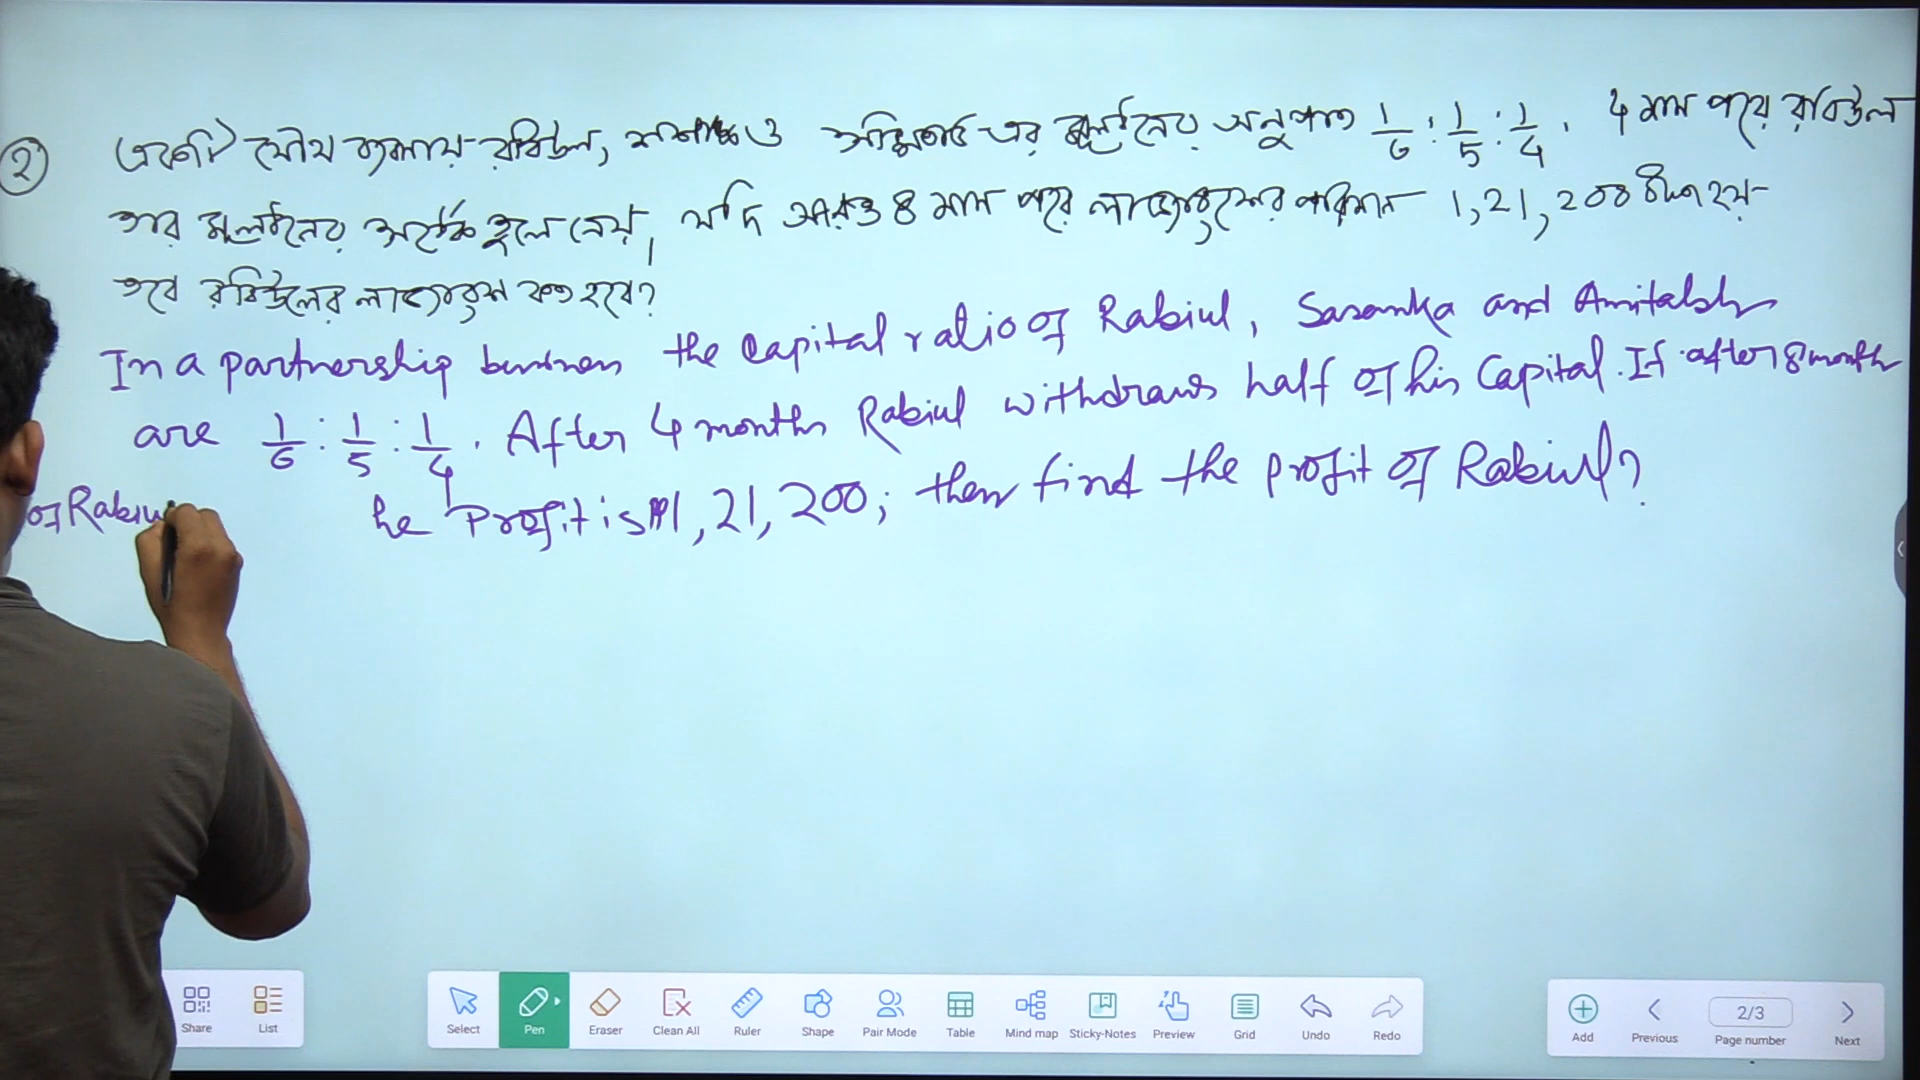 ২
একটি যৌথ ব্যবসায় রবিউল, শশাঙ্ক ও অমিতাভ এর মূলধনের অনুপাত 1/6 : 1/5 : 1/4 . 4 মাস পরে রবিউল
তার মূলধনের অর্ধেক তুলে নেয়, যদি আরও 8 মাস পরে লাভ্যাংশের পরিমান 1,21,200 টাকা হয়
তবে রবিউলের লাভ্যাংশ কত হবে?
In a partnership business the capital ratio of Rabiul, Sasanka and Amitabh
are 1/6 : 1/5 : 1/4 . After 4 months Rabiul withdraws half of his Capital. If after 8 month
of Rabiu he Profit is 1,21,200; then find the profit of Rabiul?
Share List Select Pen Eraser Clean All Ruler Shape Pair Mode Table Mind map Sticky-Notes Preview Grid Undo Redo Add Previous 2/3 Page number Next